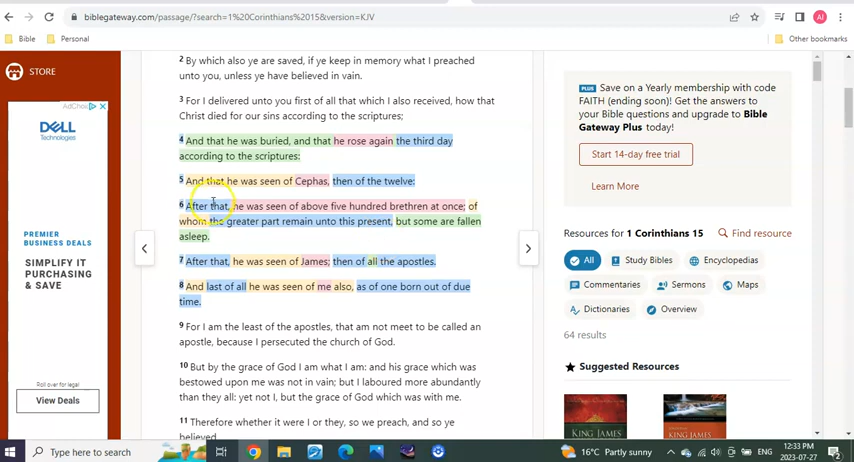 biblegateway.com/passage/?search=1%20Corinthians%2015&version=KJV
AI
Bible
Personal
Other bookmarks
STORE
AdChoic
DELL
Technologies
PREMIER
BUSINESS DEALS
SIMPLIFY IT
PURCHASING
& SAVE
Roll over for legal
View Deals
2 By which also ye are saved, if ye keep in memory what I preached
unto you, unless ye have believed in vain.
3 For I delivered unto you first of all that which I also received, how that
Christ died for our sins according to the scriptures;
4 And that he was buried, and that he rose again the third day
according to the scriptures:
5 And that he was seen of Cephas, then of the twelve:
6 After that, he was seen of above five hundred brethren at once; of
whom the greater part remain unto this present, but some are fallen
asleep.
7 After that, he was seen of James; then of all the apostles.
8 And last of all he was seen of me also, as of one born out of due
time.
9 For I am the least of the apostles, that am not meet to be called an
apostle, because I persecuted the church of God.
10 But by the grace of God I am what I am: and his grace which was
bestowed upon me was not in vain; but I laboured more abundantly
than they all: yet not I, but the grace of God which was with me.
11 Therefore whether it were I or they, so we preach, and so ye
believed.
PLUS Save on a Yearly membership with code
FAITH (ending soon)! Get the answers to
your Bible questions and upgrade to Bible
Gateway Plus today!
Start 14-day free trial
Learn More
Resources for 1 Corinthians 15
Find resource
All
Study Bibles
Encyclopedias
Commentaries
Sermons
Maps
Dictionaries
Overview
64 results
Suggested Resources
KING JAMES
KING JAMES
Type here to search
16°C Partly sunny
ENG
12:33 PM
2023-07-27
2